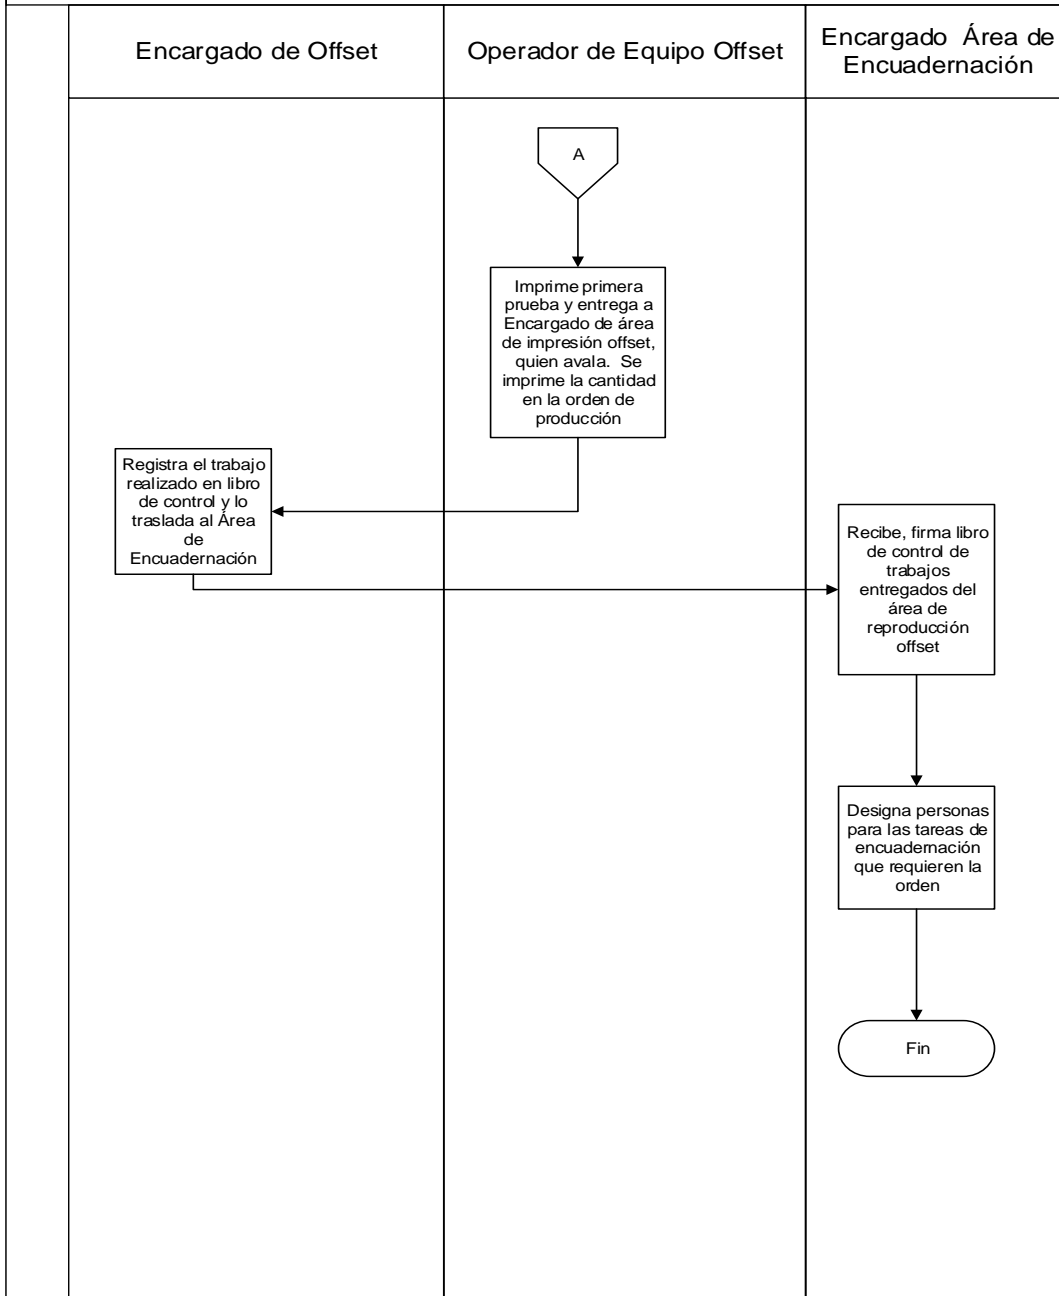 Encargado de Offset
Operador de Equipo Offset
Encargado Área de
Encuadernación
A
Imprime primera
prueba y entrega a
Encargado de área
de impresión offset,
quien avala. Se
imprime la cantidad
en la orden de
producción
Registra el trabajo
realizado en libro
de control y lo
traslada al Área
de
Encuadernación
Recibe, firma libro
de control de
trabajos
entregados del
área de
reproducción
offset
Designa personas
para las tareas de
encuadernación
que requieren la
orden
Fin